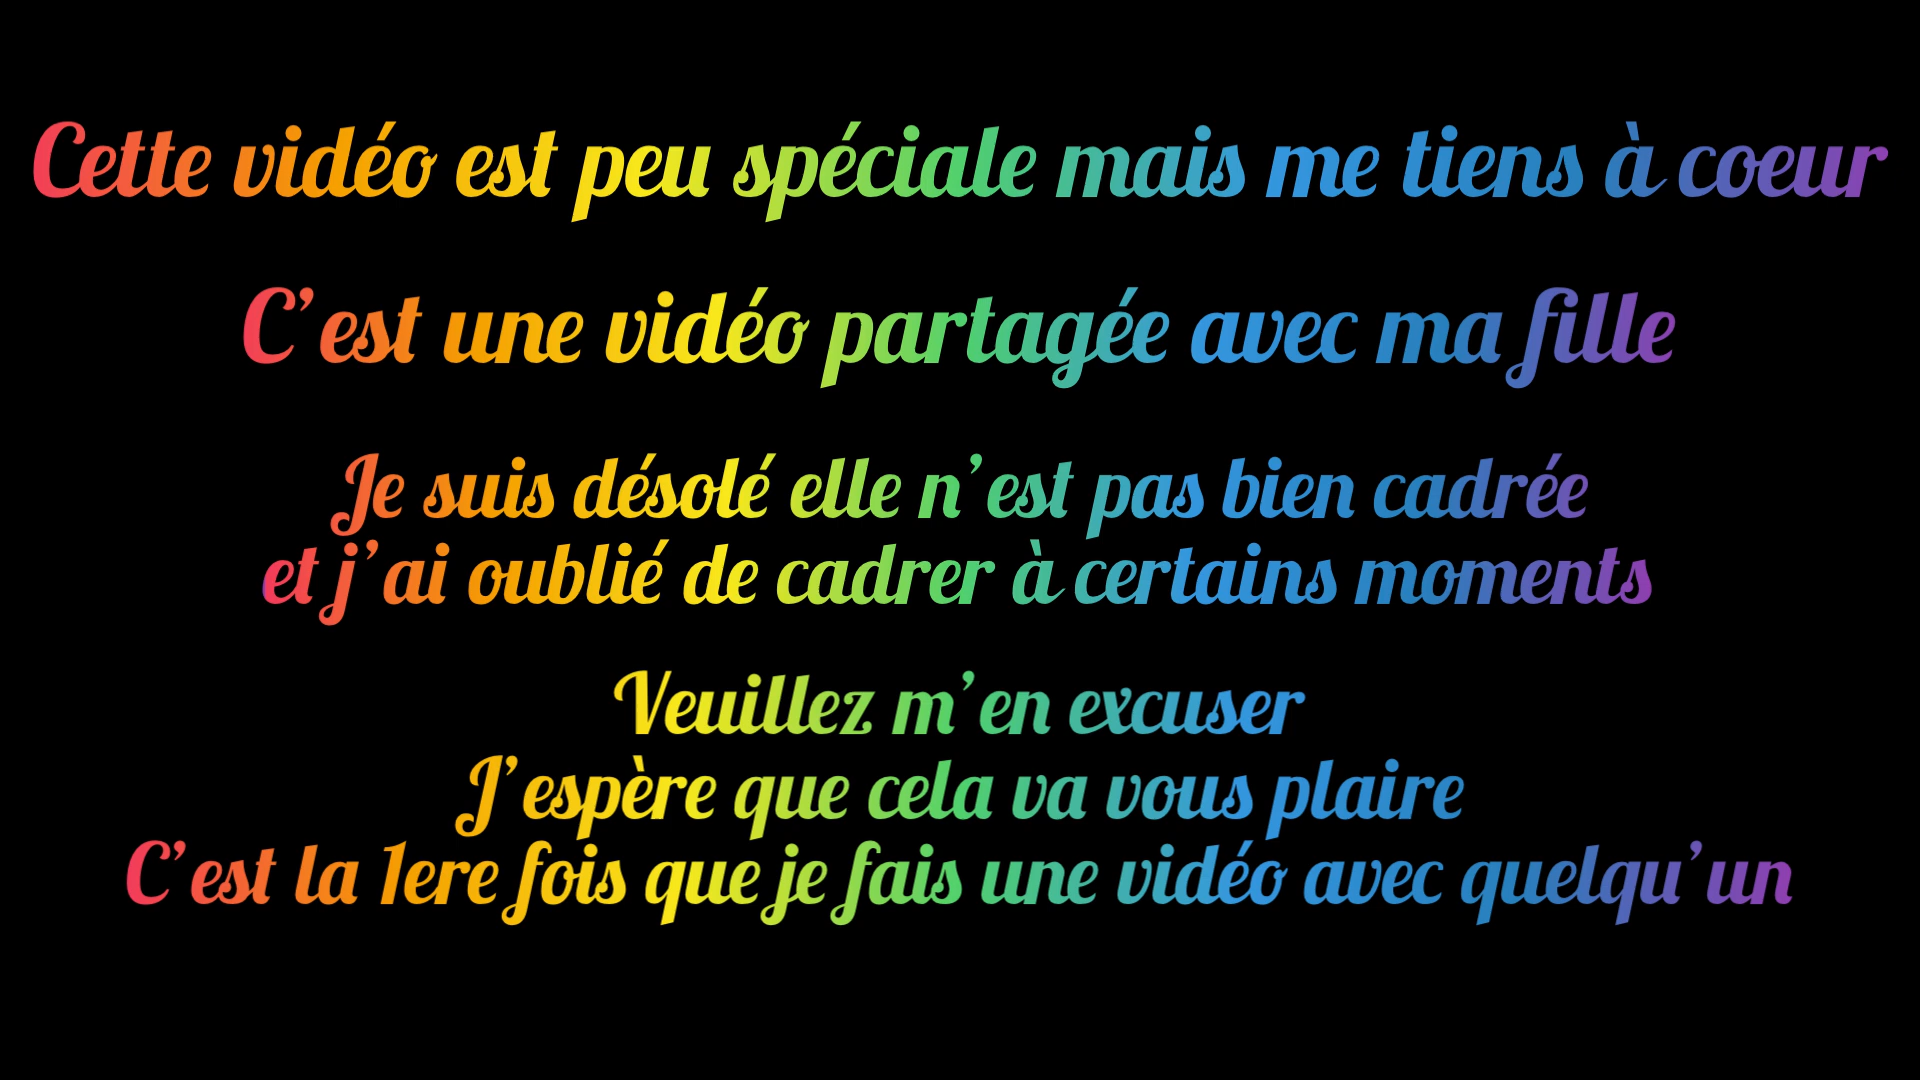 Cette vidéo est peu spéciale mais me tiens à coeur
C'est une vidéo partagée avec ma fille
Je suis désolé elle n'est pas bien cadrée
et j'ai oublié de cadrer à certains moments
Veuillez m'en excuser
J'espère que cela va vous plaire
C'est la 1ere fois que je fais une vidéo avec quelqu'un